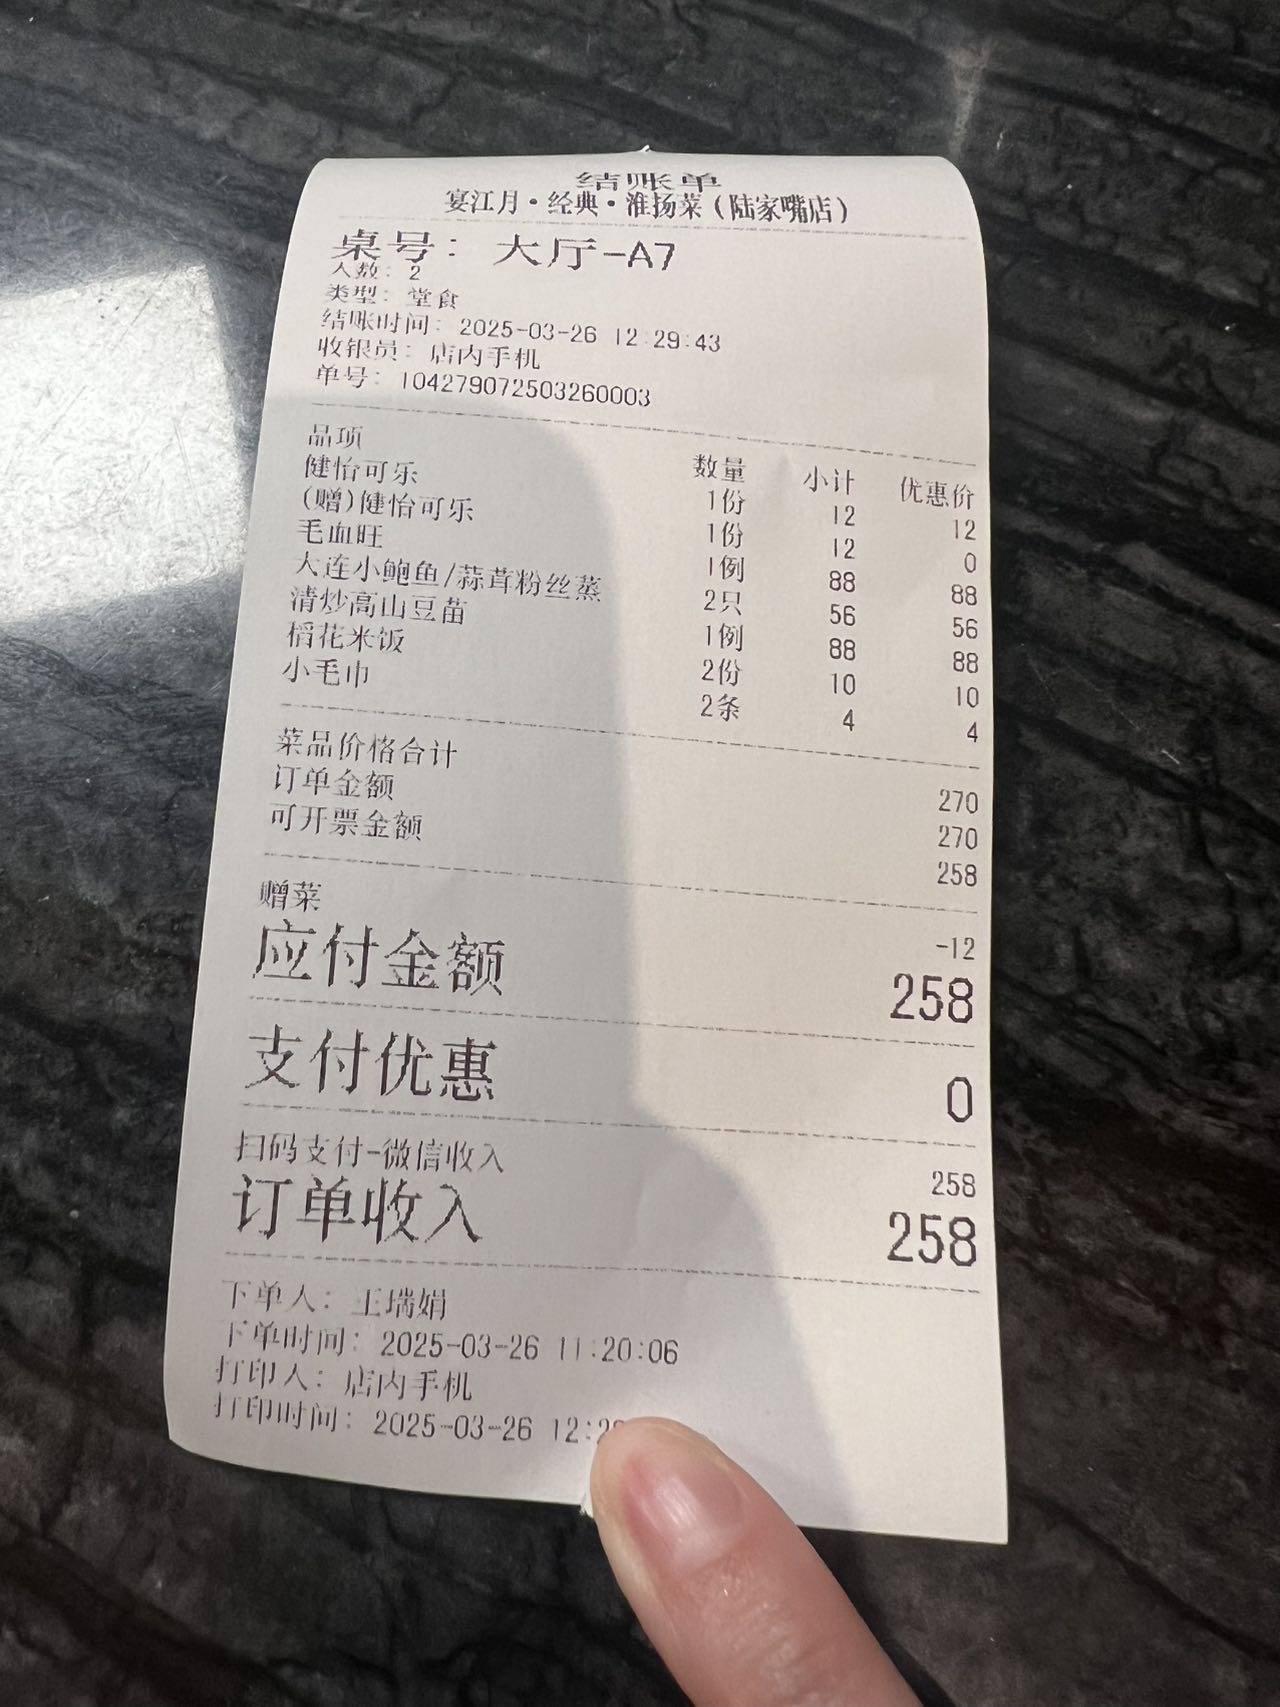 结账单
宴江月·经典·淮扬菜(陆家嘴店)
桌号: 大厅-A7
人数: 2
类型: 堂食
结账时间: 2025-03-26 12:29:43
收银员: 店内手机
单号: 104279072503260003
品项 数量 小计 优惠价
健怡可乐 1份 12 12
(赠)健怡可乐 1份 12 0
毛血旺 1例 88 88
大连小鲍鱼/蒜茸粉丝蒸 2只 56 56
清炒高山豆苗 1例 88 88
稻花米饭 2份 10 10
小毛巾 2条 4 4
菜品价格合计 270
订单金额 270
可开票金额 258
赠菜 -12
应付金额 258
支付优惠 0
扫码支付-微信收入 258
订单收入 258
下单人: 王瑞娟
下单时间: 2025-03-26 11:20:06
打印人: 店内手机
打印时间: 2025-03-26